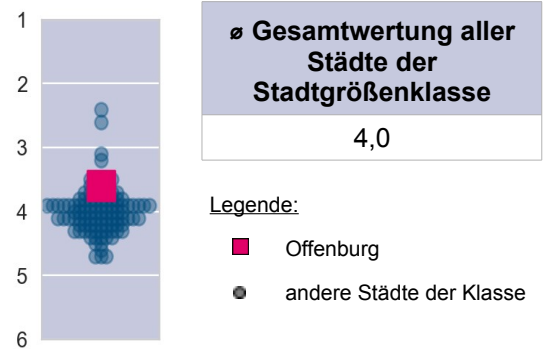 1
2
3
4
5
6
ø Gesamtwertung aller
Städte der
Stadtgrößenklasse
4,0
Legende:
Offenburg
andere Städte der Klasse